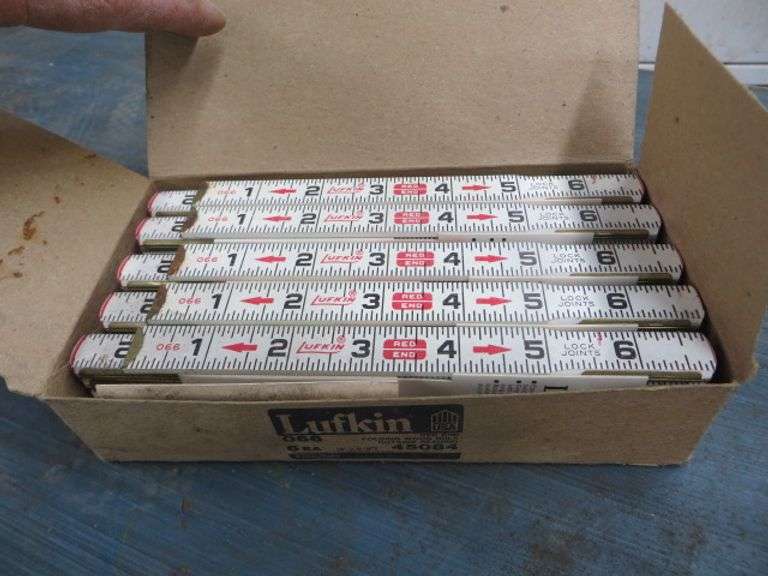 066 1 2 Lufkin 3 RED END 4 5 LOCK JOINTS 6
066 1 2 Lufkin 3 RED END 4 5 LOCK JOINTS 6
066 1 2 Lufkin 3 RED END 4 5 LOCK JOINTS 6
066 1 2 Lufkin 3 RED END 4 5 LOCK JOINTS 6
2 066 1 2 Lufkin® 3 RED END 4 5 LOCK JOINTS 6
Lufkin
066
6 EA.
45084